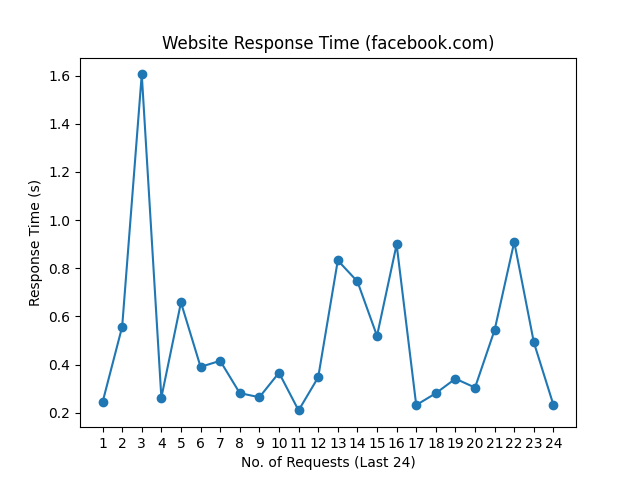 Website Response Time (facebook.com)
1.6
1.4
1.2
1.0
0.8
0.6
0.4
0.2
Response Time (s)
1 2 3 4 5 6 7 8 9 10 11 12 13 14 15 16 17 18 19 20 21 22 23 24
No. of Requests (Last 24)